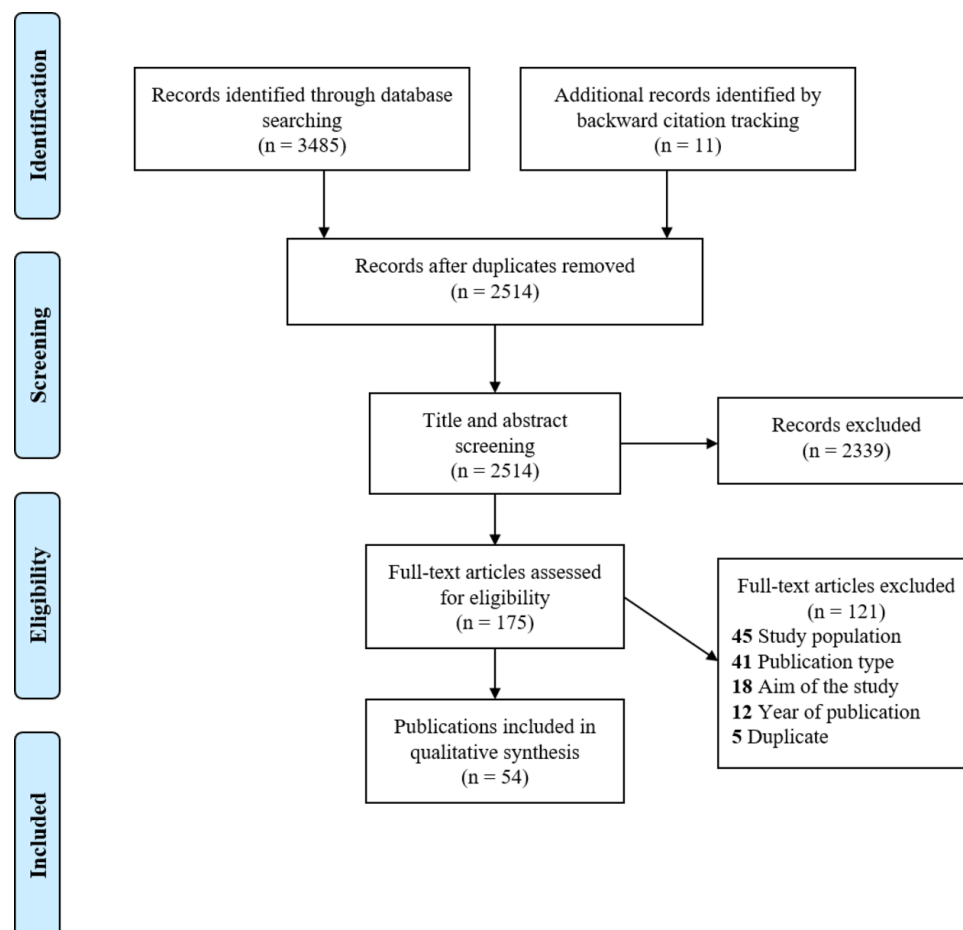 Identification
Records identified through database
searching
(n = 3485)
Additional records identified by
backward citation tracking
(n = 11)
Records after duplicates removed
(n = 2514)
Screening
Title and abstract
screening
(n = 2514)
Records excluded
(n = 2339)
Eligibility
Full-text articles assessed
for eligibility
(n = 175)
Full-text articles excluded
(n = 121)
45 Study population
41 Publication type
18 Aim of the study
12 Year of publication
5 Duplicate
Included
Publications included in
qualitative synthesis
(n = 54)